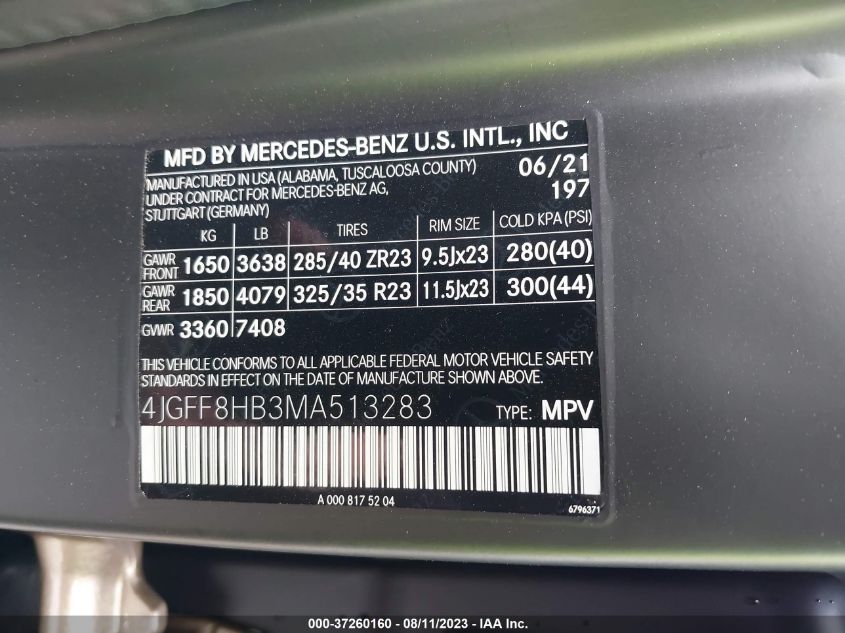 MFD BY MERCEDES-BENZ U.S. INTL., INC
MANUFACTURED IN USA (ALABAMA, TUSCALOOSA COUNTY) 06/21
UNDER CONTRACT FOR MERCEDES-BENZ AG, 197
STUTTGART (GERMANY)
KG LB TIRES RIM SIZE COLD KPA (PSI)
GAWR FRONT 1650 3638 285/40 ZR23 9.5Jx23 280(40)
GAWR REAR 1850 4079 325/35 R23 11.5Jx23 300(44)
GVWR 3360 7408
THIS VEHICLE CONFORMS TO ALL APPLICABLE FEDERAL MOTOR VEHICLE SAFETY
STANDARDS IN EFFECT ON THE DATE OF MANUFACTURE SHOWN ABOVE.
4JGFF8HB3MA513283 TYPE: MPV
A 000 817 52 04
6796371
000-37260160 - 08/11/2023 - IAA Inc.